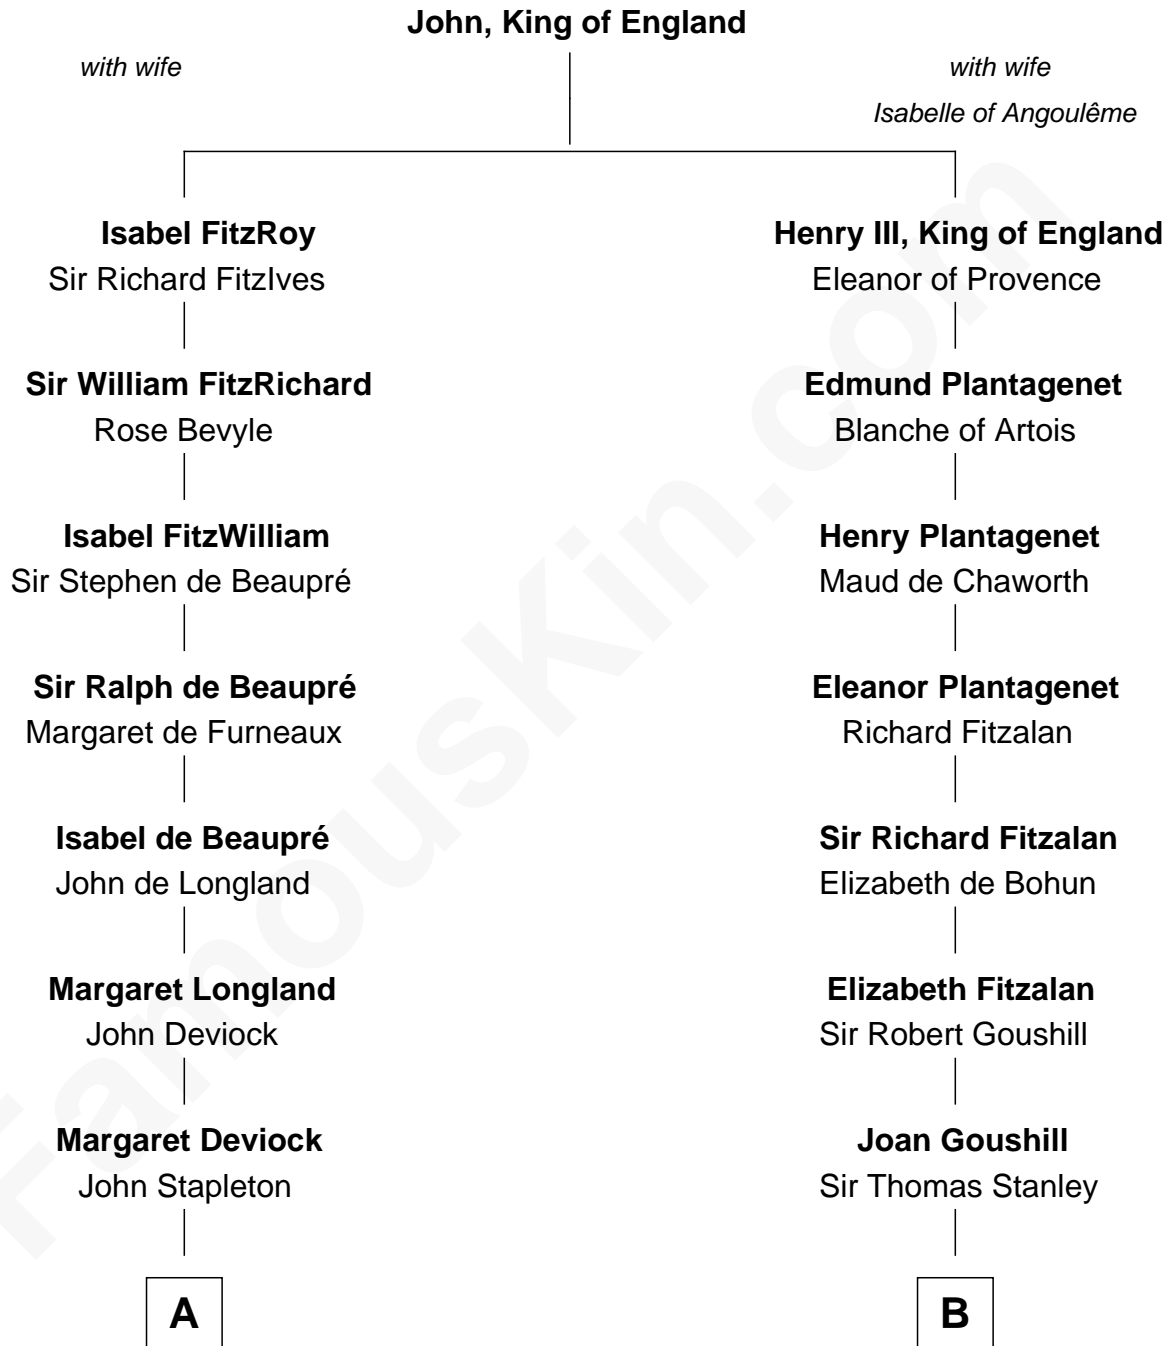 John, King of England
with wife
with wife
Isabelle of Angoulême
Isabel FitzRoy
Sir Richard FitzIves
Henry III, King of England
Eleanor of Provence
Sir William FitzRichard
Rose Bevyle
Edmund Plantagenet
Blanche of Artois
Isabel FitzWilliam
Sir Stephen de Beaupré
Henry Plantagenet
Maud de Chaworth
Sir Ralph de Beaupré
Margaret de Furneaux
Eleanor Plantagenet
Richard Fitzalan
Isabel de Beaupré
John de Longland
Sir Richard Fitzalan
Elizabeth de Bohun
Margaret Longland
John Deviock
Elizabeth Fitzalan
Sir Robert Goushill
Margaret Deviock
John Stapleton
Joan Goushill
Sir Thomas Stanley
A
B
FamousKin.com